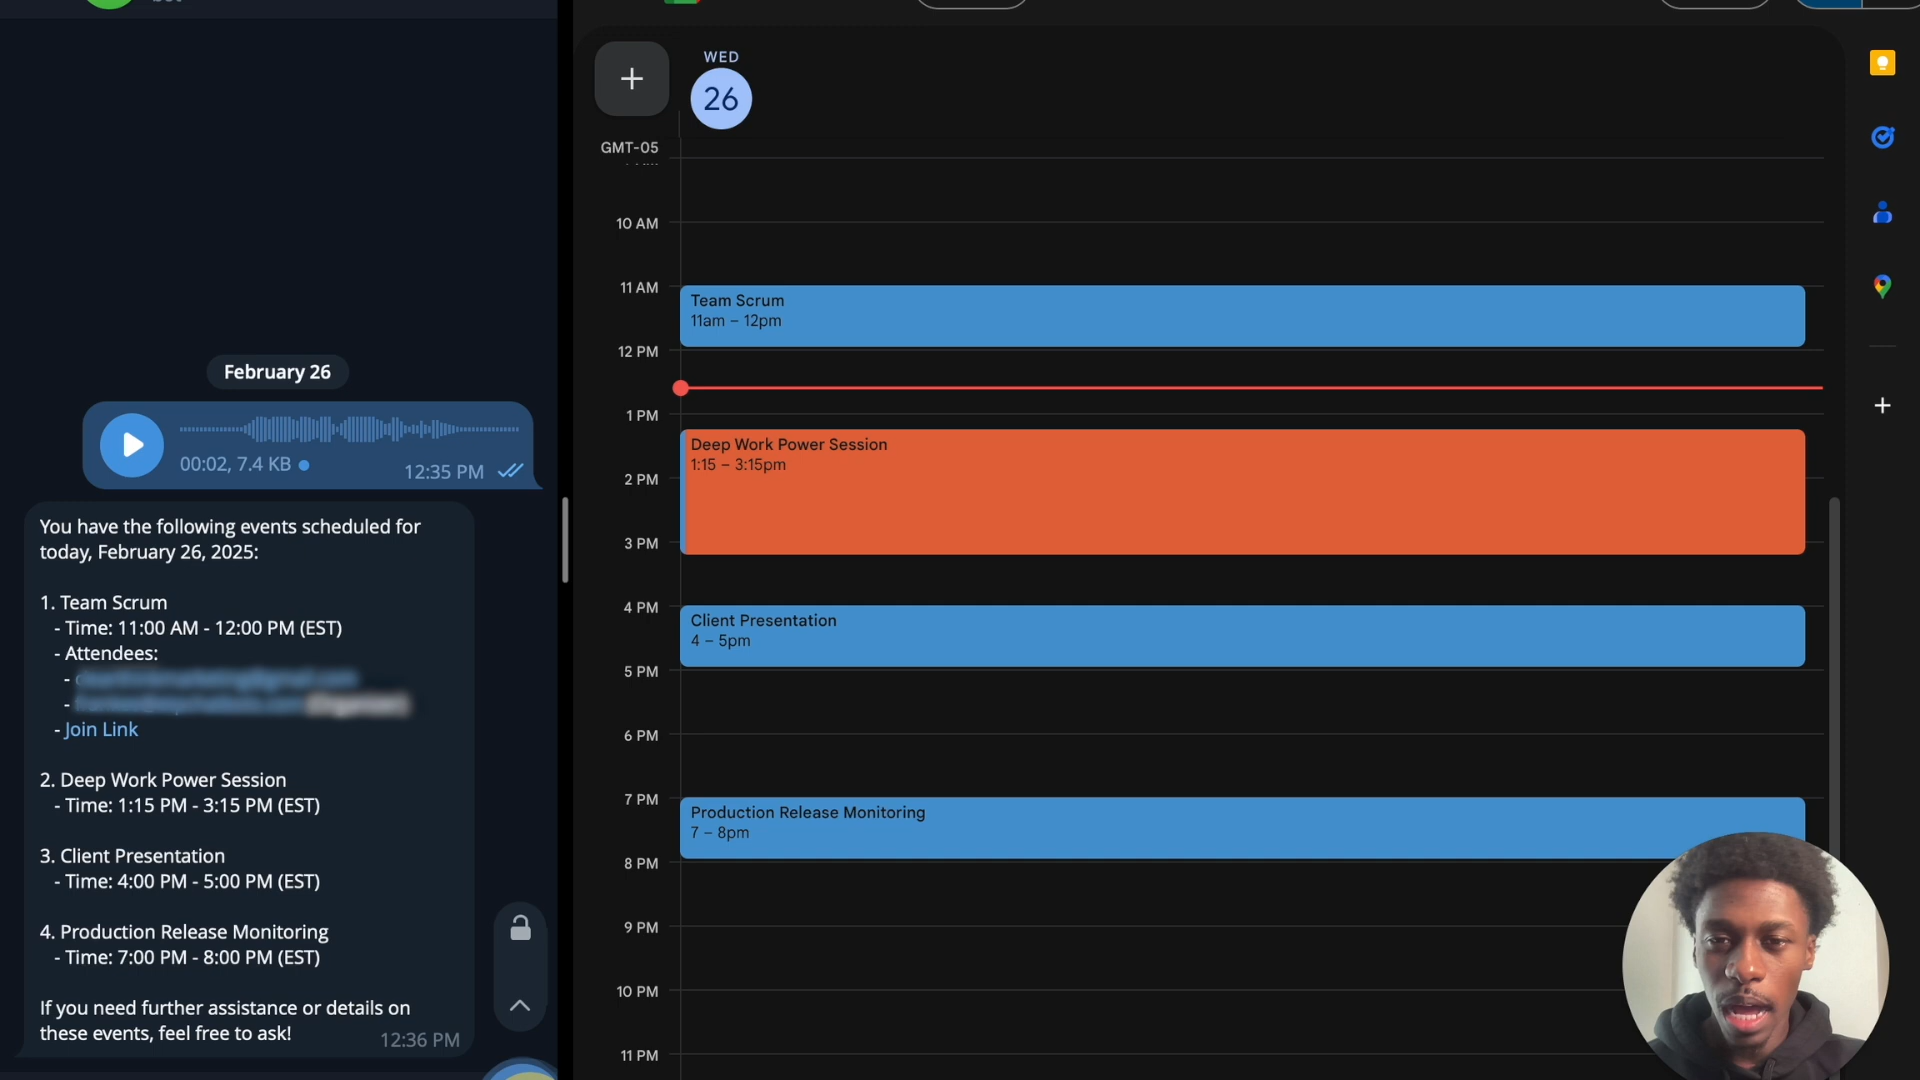 February 26
00:02, 7.4 KB
12:35 PM
You have the following events scheduled for
today, February 26, 2025:
1. Team Scrum
- Time: 11:00 AM - 12:00 PM (EST)
- Attendees:
-
-
- Join Link
2. Deep Work Power Session
- Time: 1:15 PM - 3:15 PM (EST)
3. Client Presentation
- Time: 4:00 PM - 5:00 PM (EST)
4. Production Release Monitoring
- Time: 7:00 PM - 8:00 PM (EST)
If you need further assistance or details on
these events, feel free to ask!
12:36 PM
WED
26
GMT-05
10 AM
11 AM
Team Scrum
11am – 12pm
12 PM
1 PM
Deep Work Power Session
1:15 – 3:15pm
2 PM
3 PM
4 PM
Client Presentation
4 – 5pm
5 PM
6 PM
7 PM
Production Release Monitoring
7 – 8pm
8 PM
9 PM
10 PM
11 PM